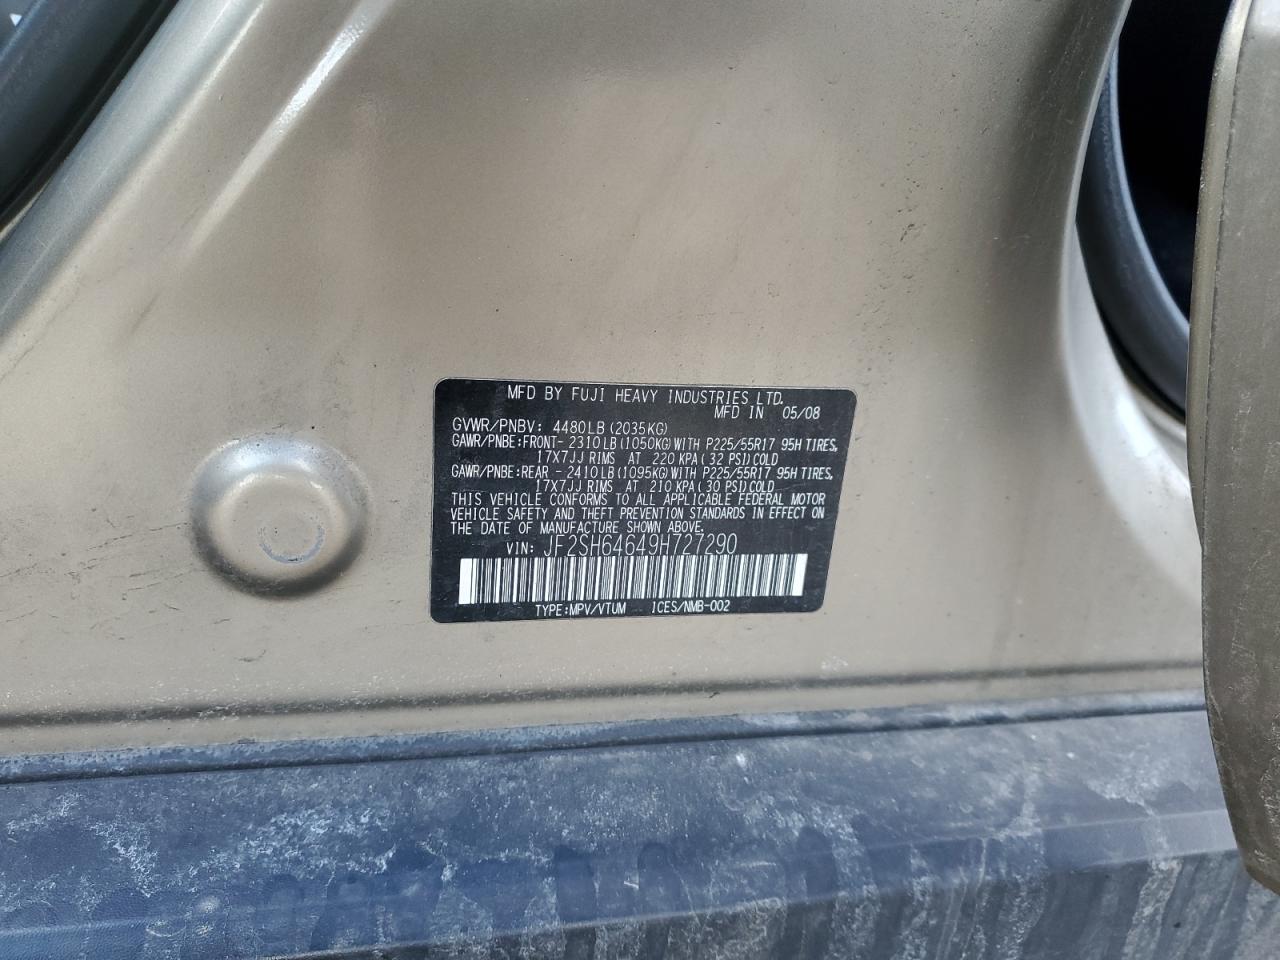 MFD BY FUJI HEAVY INDUSTRIES LTD.
MFD IN 05/08
GVWR/PNBV: 4480LB(2035KG)
GAWR/PNBE:FRONT-2310LB(1050KG)WITH P225/55R17 95H TIRES,
17X7JJ RIMS AT 220 KPA(32 PSI)COLD
GAWR/PNBE:REAR -2410LB(1095KG)WITH P225/55R17 95H TIRES,
17X7JJ RIMS AT 210 KPA(30 PSI)COLD
THIS VEHICLE CONFORMS TO ALL APPLICABLE FEDERAL MOTOR
VEHICLE SAFETY AND THEFT PREVENTION STANDARDS IN EFFECT ON
THE DATE OF MANUFACTURE SHOWN ABOVE.
VIN: JF2SH64649H727290
TYPE:MPV/VTUM ICES/NMB-002